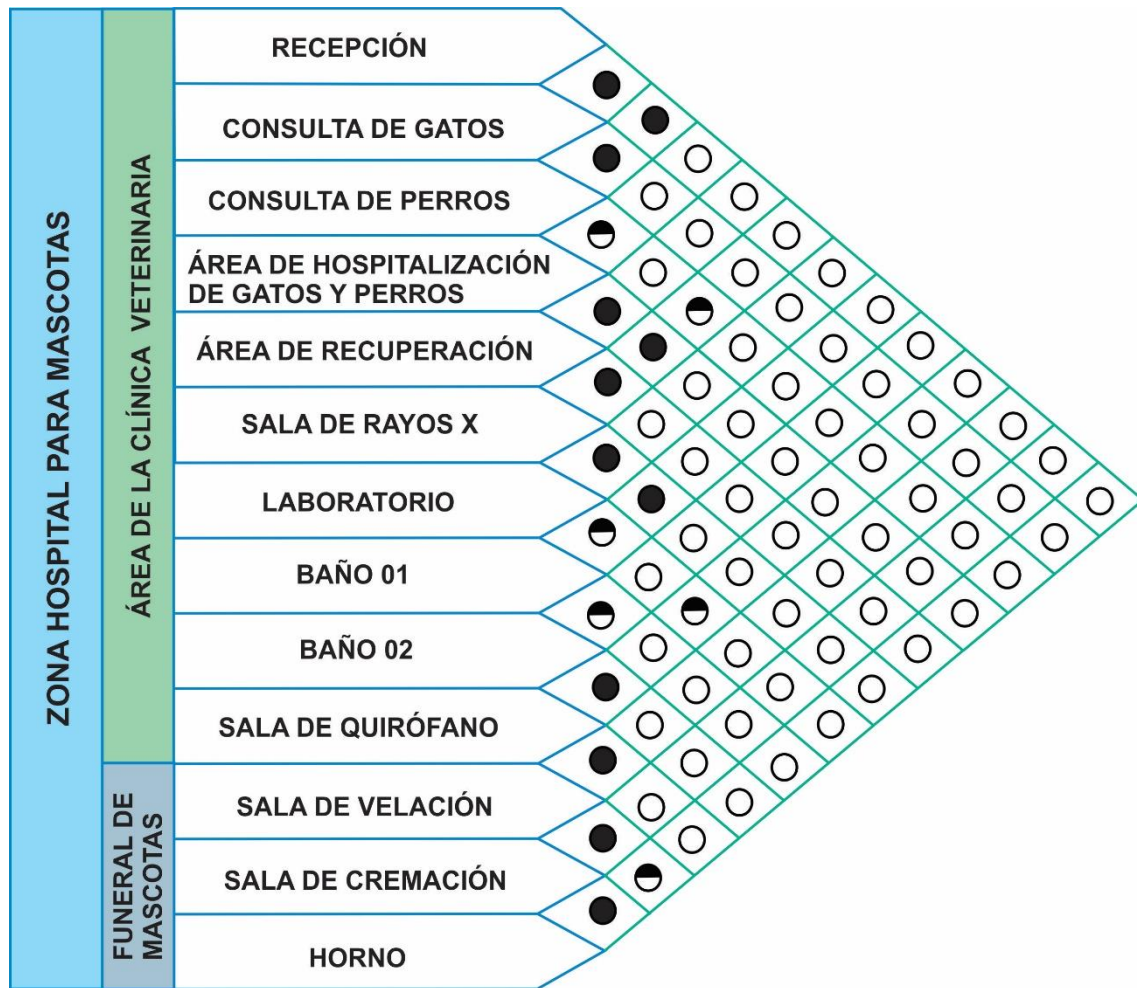 ZONA HOSPITAL PARA MASCOTAS
ÁREA DE LA CLÍNICA VETERINARIA
RECEPCIÓN
CONSULTA DE GATOS
CONSULTA DE PERROS
ÁREA DE HOSPITALIZACIÓN
DE GATOS Y PERROS
ÁREA DE RECUPERACIÓN
SALA DE RAYOS X
LABORATORIO
BAÑO 01
BAÑO 02
SALA DE QUIRÓFANO
FUNERAL DE
MASCOTAS
SALA DE VELACIÓN
SALA DE CREMACIÓN
HORNO